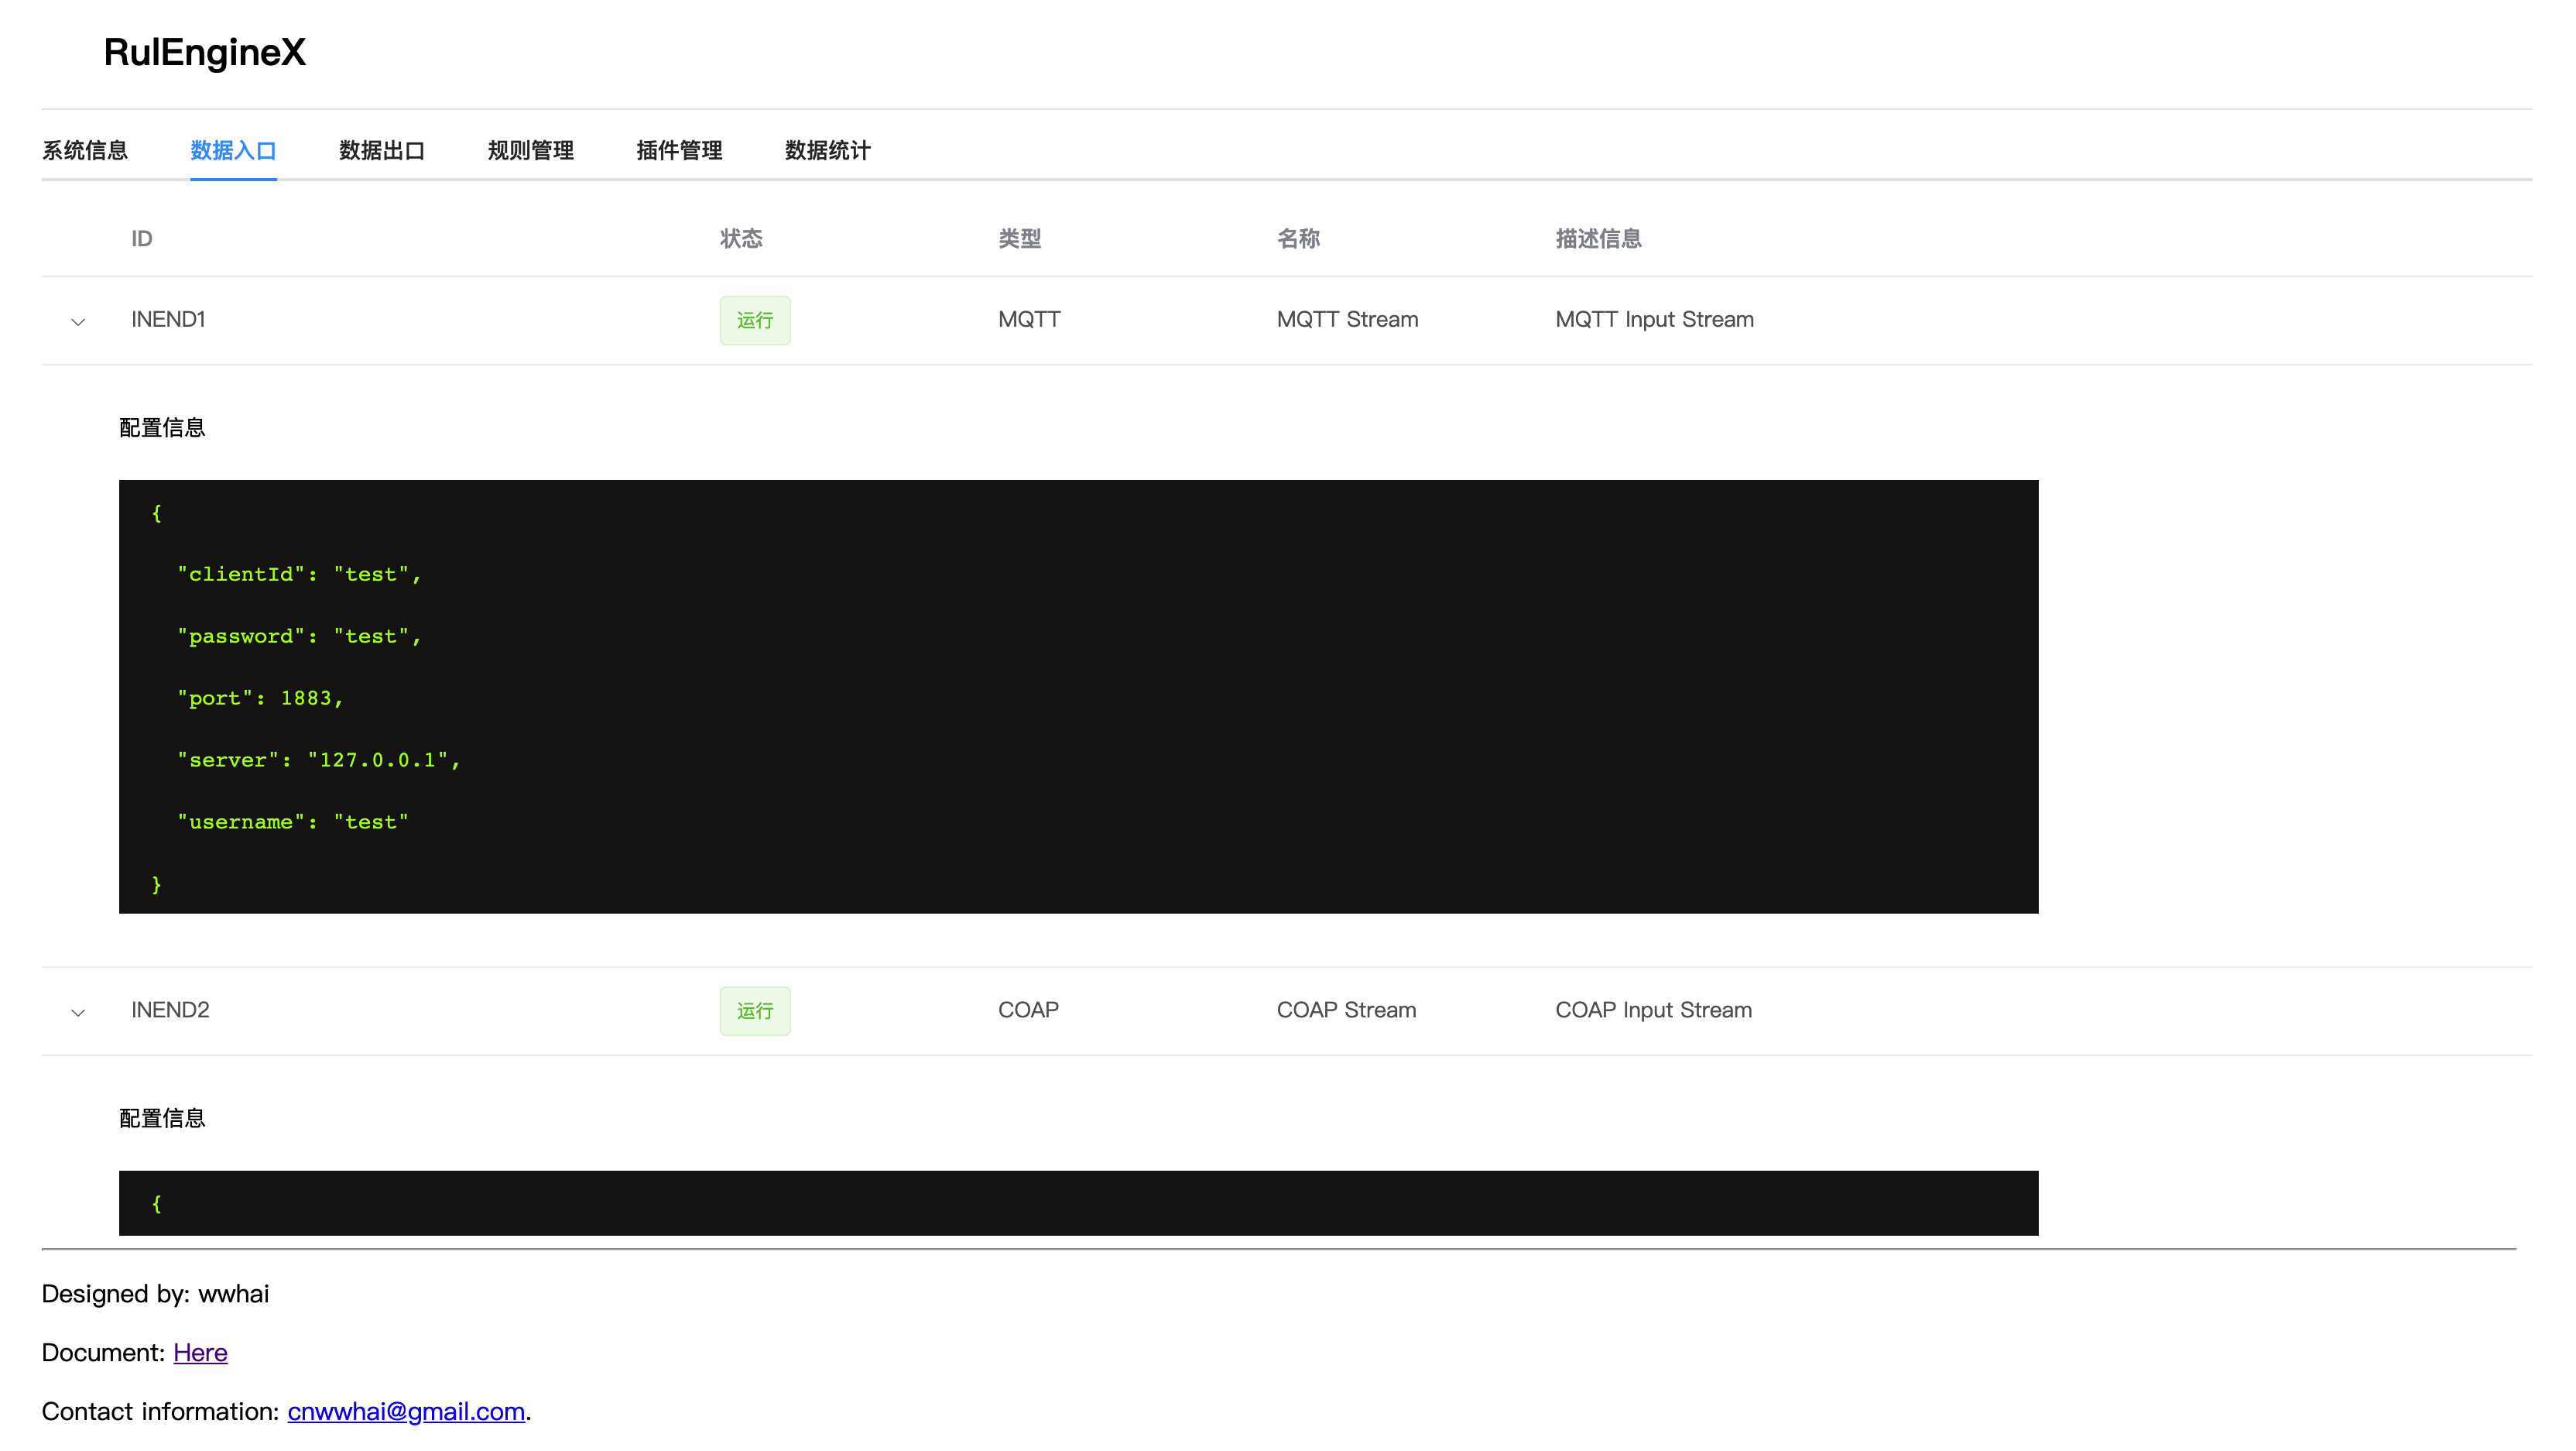 RulEngineX
系统信息 数据入口 数据出口 规则管理 插件管理 数据统计
ID 状态 类型 名称 描述信息
INEND1 运行 MQTT MQTT Stream MQTT Input Stream
配置信息
{
"clientId": "test",
"password": "test",
"port": 1883,
"server": "127.0.0.1",
"username": "test"
}
INEND2 运行 COAP COAP Stream COAP Input Stream
配置信息
{
Designed by: wwhai
Document: Here
Contact information: cnwwhai@gmail.com.